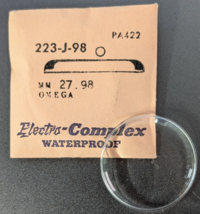 PA422
223-J-98
MM 27.98
OMEGA
Electro-Complex
WATERPROOF